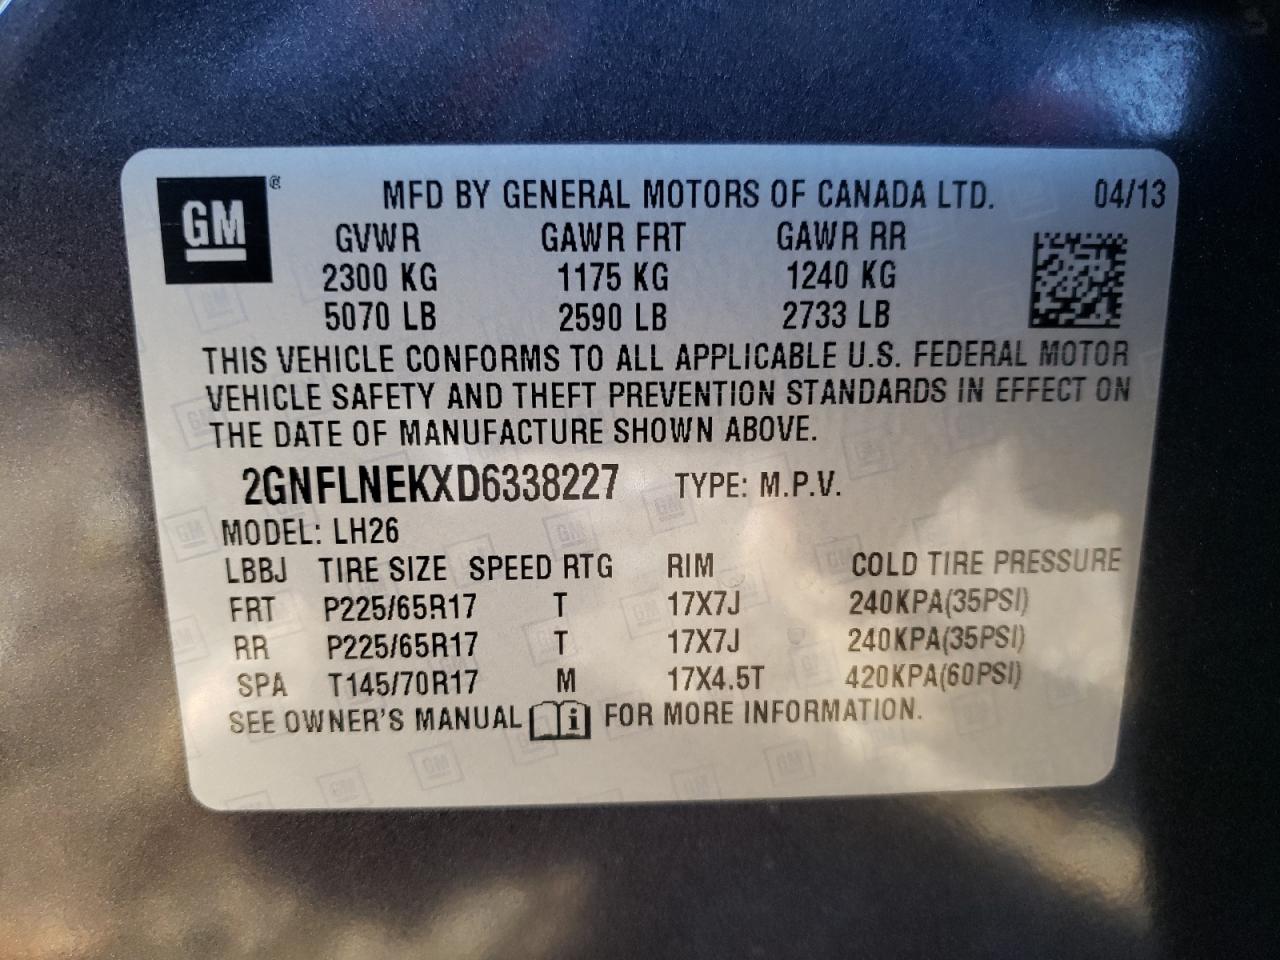 GM
MFD BY GENERAL MOTORS OF CANADA LTD. 04/13
GVWR GAWR FRT GAWR RR
2300 KG 1175 KG 1240 KG
5070 LB 2590 LB 2733 LB
THIS VEHICLE CONFORMS TO ALL APPLICABLE U.S. FEDERAL MOTOR
VEHICLE SAFETY AND THEFT PREVENTION STANDARDS IN EFFECT ON
THE DATE OF MANUFACTURE SHOWN ABOVE.
2GNFLNEKXD6338227 TYPE: M.P.V.
MODEL: LH26
LBBJ TIRE SIZE SPEED RTG RIM COLD TIRE PRESSURE
FRT P225/65R17 T 17X7J 240KPA(35PSI)
RR P225/65R17 T 17X7J 240KPA(35PSI)
SPA T145/70R17 M 17X4.5T 420KPA(60PSI)
SEE OWNER'S MANUAL i FOR MORE INFORMATION.